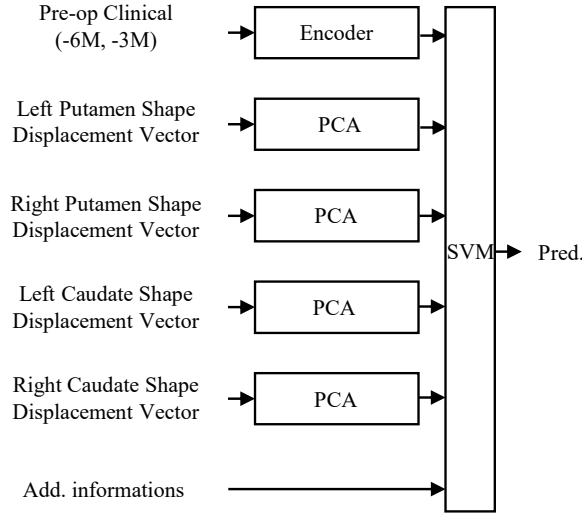 Pre-op Clinical
(-6M, -3M)
Encoder
Left Putamen Shape
Displacement Vector
PCA
Right Putamen Shape
Displacement Vector
PCA
SVM
Pred.
Left Caudate Shape
Displacement Vector
PCA
Right Caudate Shape
Displacement Vector
PCA
Add. informations